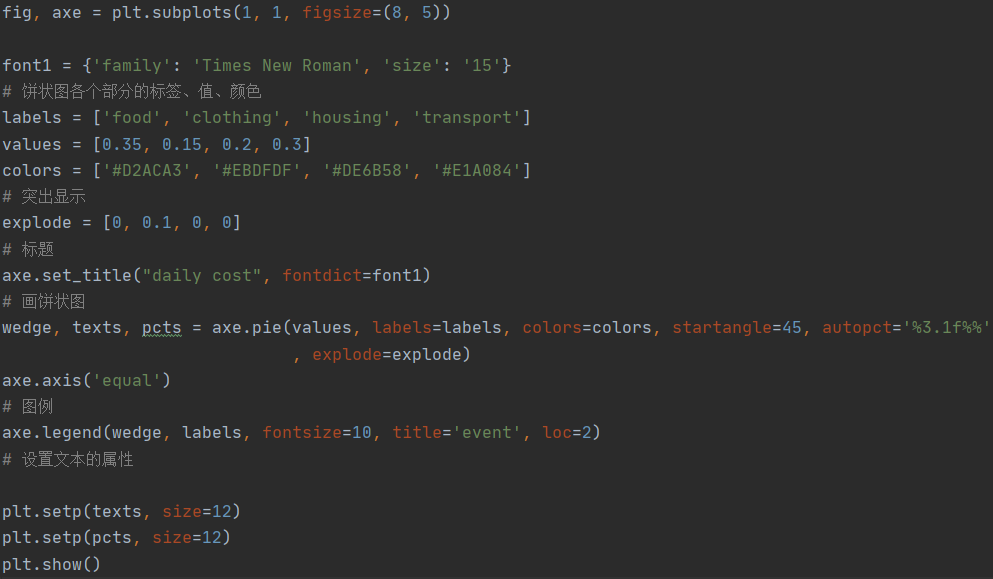 fig, axe = plt.subplots(1, 1, figsize=(8, 5))
font1 = {'family': 'Times New Roman', 'size': '15'}
# 饼状图各个部分的标签、值、颜色
labels = ['food', 'clothing', 'housing', 'transport']
values = [0.35, 0.15, 0.2, 0.3]
colors = ['#D2ACA3', '#EBDFDF', '#DE6B58', '#E1A084']
# 突出显示
explode = [0, 0.1, 0, 0]
# 标题
axe.set_title("daily cost", fontdict=font1)
# 画饼状图
wedge, texts, pcts = axe.pie(values, labels=labels, colors=colors, startangle=45, autopct='%3.1f%%'
, explode=explode)
axe.axis('equal')
# 图例
axe.legend(wedge, labels, fontsize=10, title='event', loc=2)
# 设置文本的属性
plt.setp(texts, size=12)
plt.setp(pcts, size=12)
plt.show()